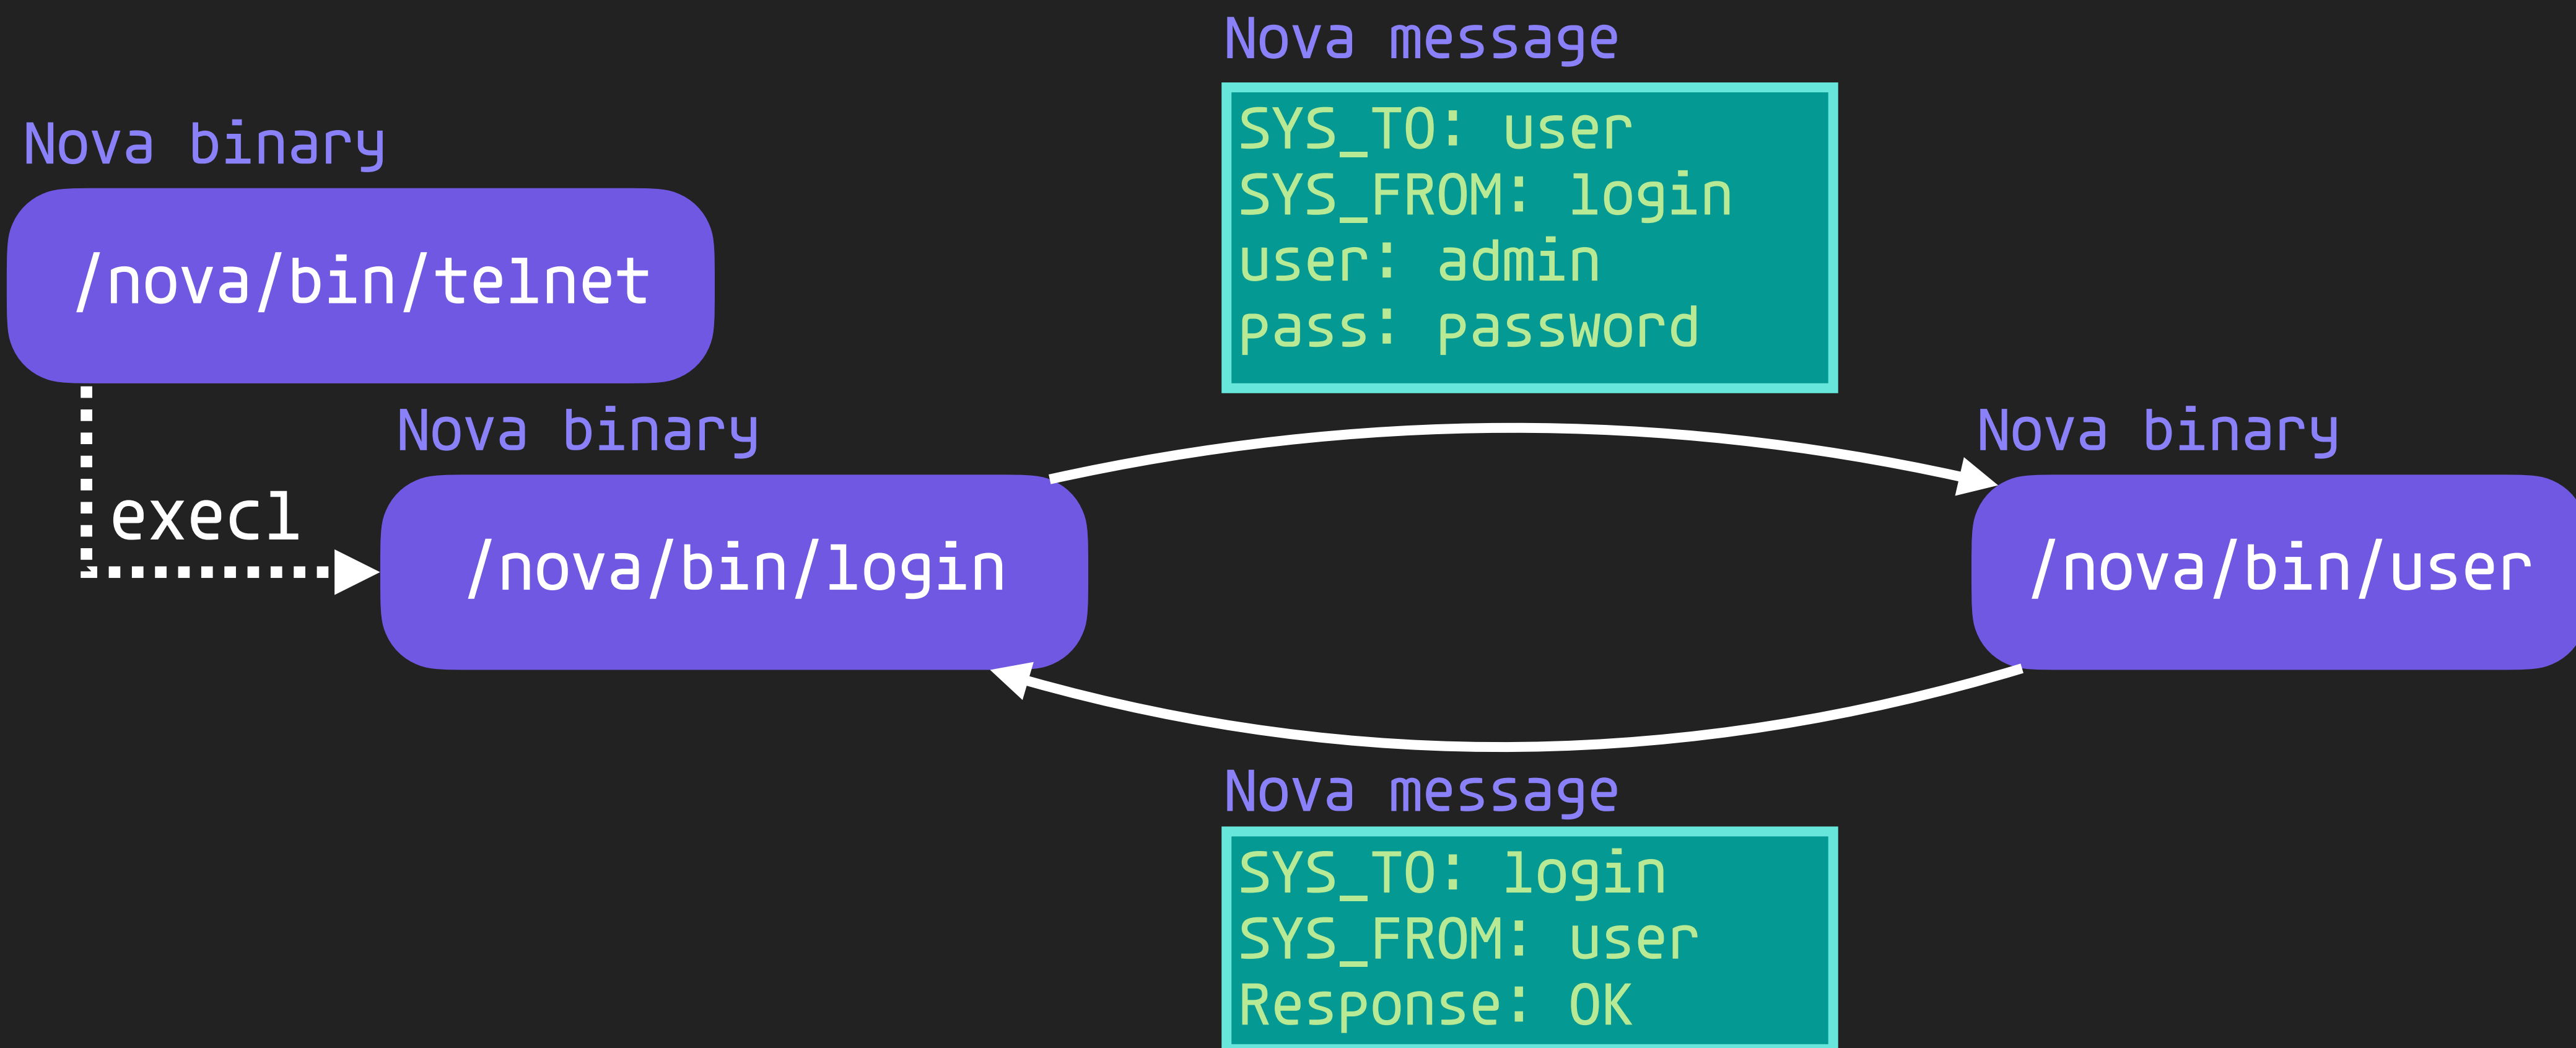 Nova message
SYS_TO: user
SYS_FROM: login
user: admin
pass: password
Nova binary
/nova/bin/telnet
execl
Nova binary
/nova/bin/login
Nova binary
/nova/bin/user
Nova message
SYS_TO: login
SYS_FROM: user
Response: OK